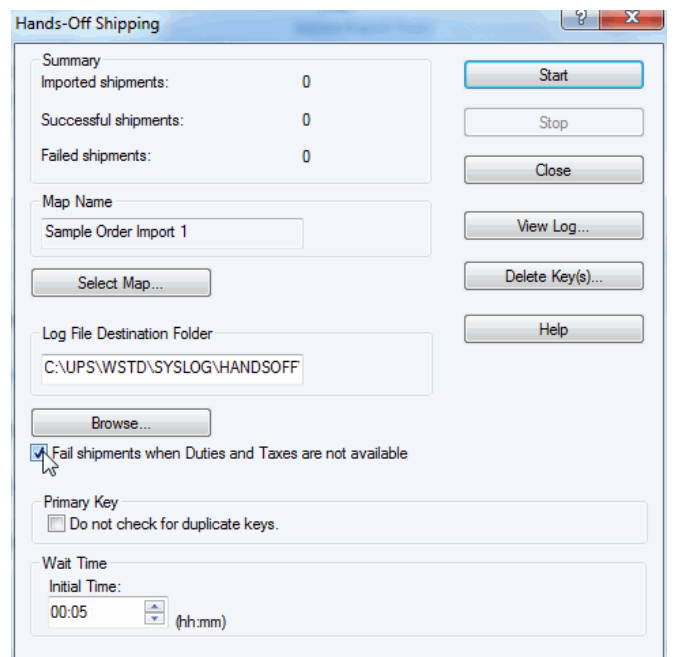 Hands-Off Shipping
?
X
Summary
Imported shipments: 0
Start
Successful shipments: 0
Stop
Failed shipments: 0
Close
Map Name
Sample Order Import 1
View Log...
Select Map...
Delete Key(s)...
Log File Destination Folder
Help
C:\UPS\WSTD\SYSLOG\HANDSOFF
Browse...
Fail shipments when Duties and Taxes are not available
Primary Key
Do not check for duplicate keys.
Wait Time
Initial Time:
00:05
(hh:mm)